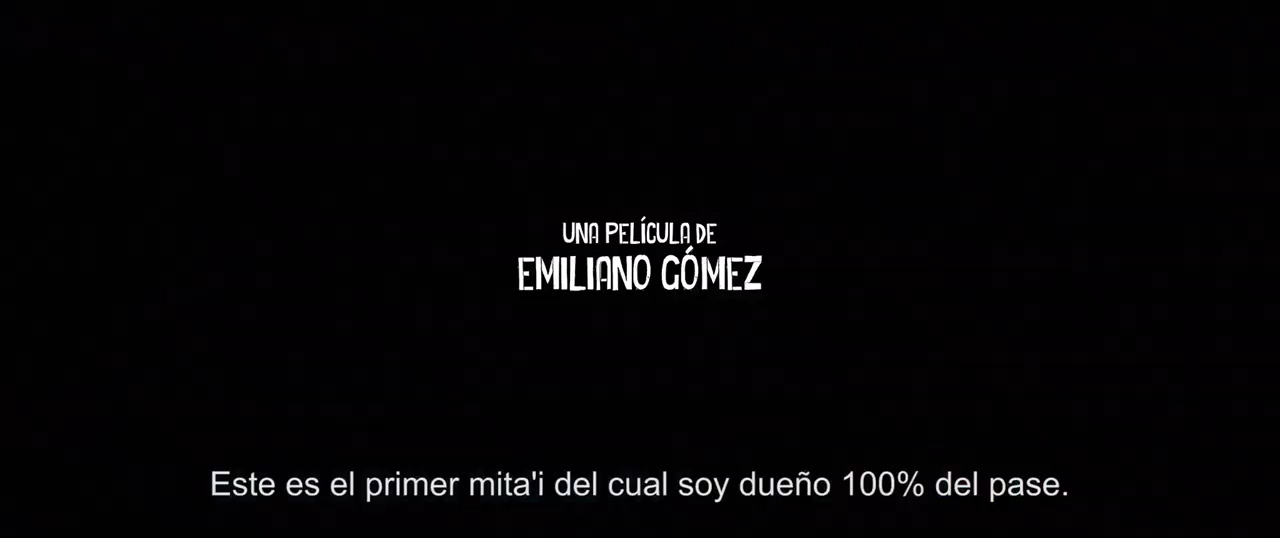 UNA PELÍCULA DE
EMILIANO GÓMEZ
Este es el primer mita'i del cual soy dueño 100% del pase.